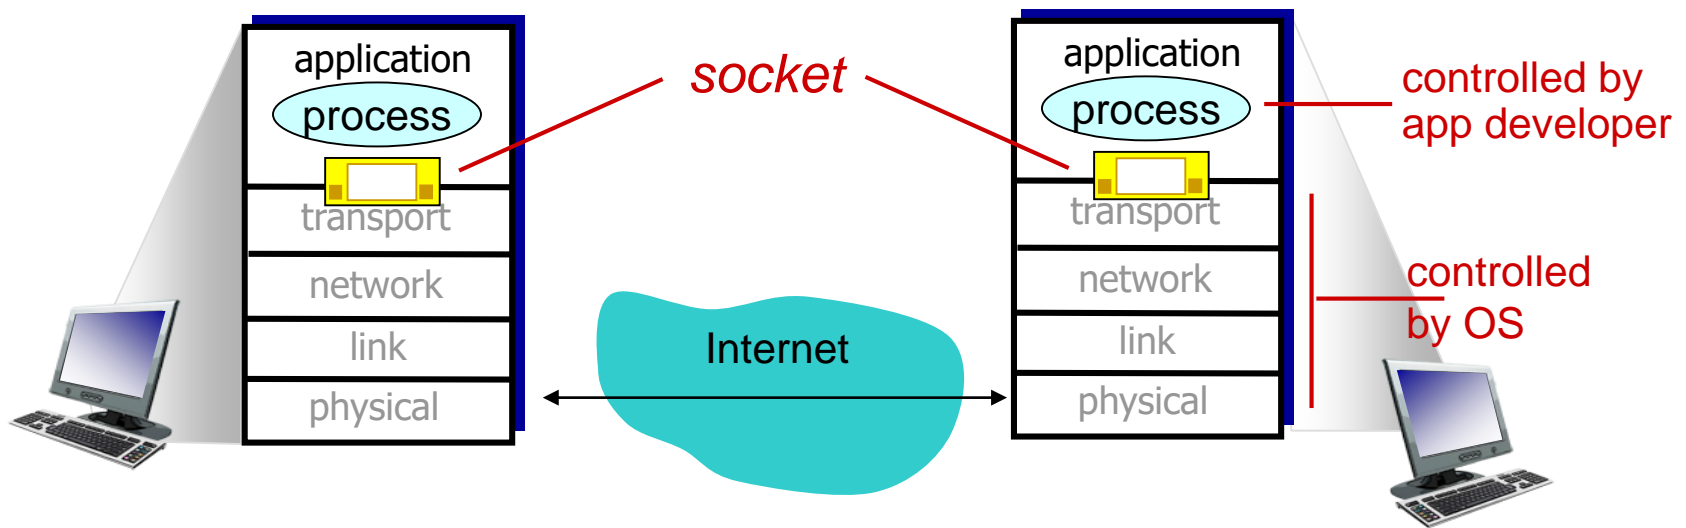 application
process
transport
network
link
physical
socket
Internet
application
process
transport
network
link
physical
controlled by
app developer
controlled
by OS